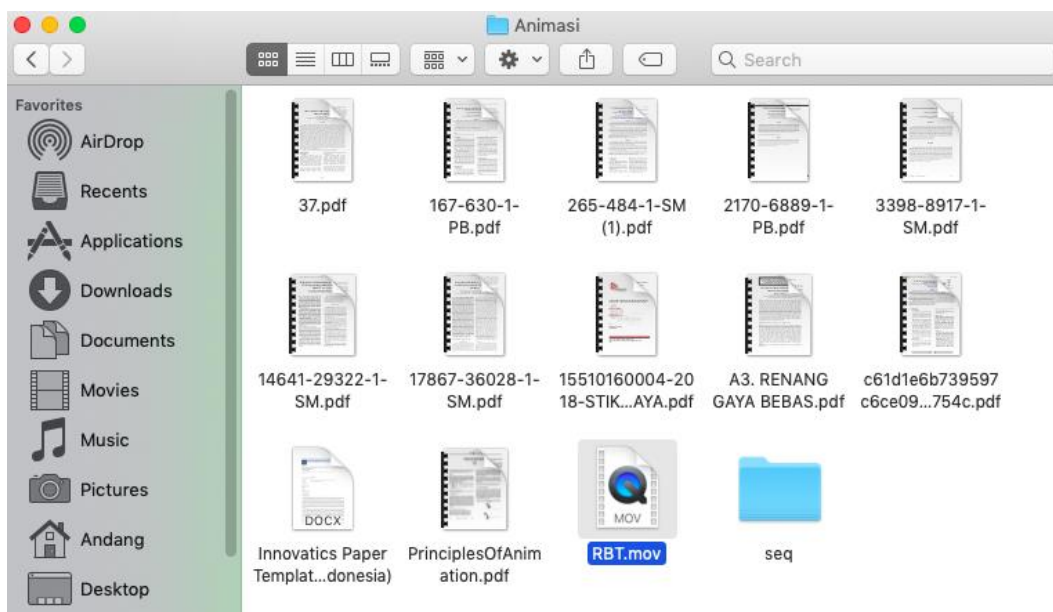 Animasi
Search
Favorites
AirDrop
Recents
Applications
Downloads
Documents
Movies
Music
Pictures
Andang
Desktop
37.pdf
167-630-1-
PB.pdf
265-484-1-SM
(1).pdf
2170-6889-1-
PB.pdf
3398-8917-1-
SM.pdf
14641-29322-1-
SM.pdf
17867-36028-1-
SM.pdf
15510160004-20
18-STIK...AYA.pdf
A3. RENANG
GAYA BEBAS.pdf
c61d1e6b739597
c6ce09...754c.pdf
DOCX
Innovatics Paper
Templat...donesia)
PrinciplesOfAnim
ation.pdf
MOV
RBT.mov
seq